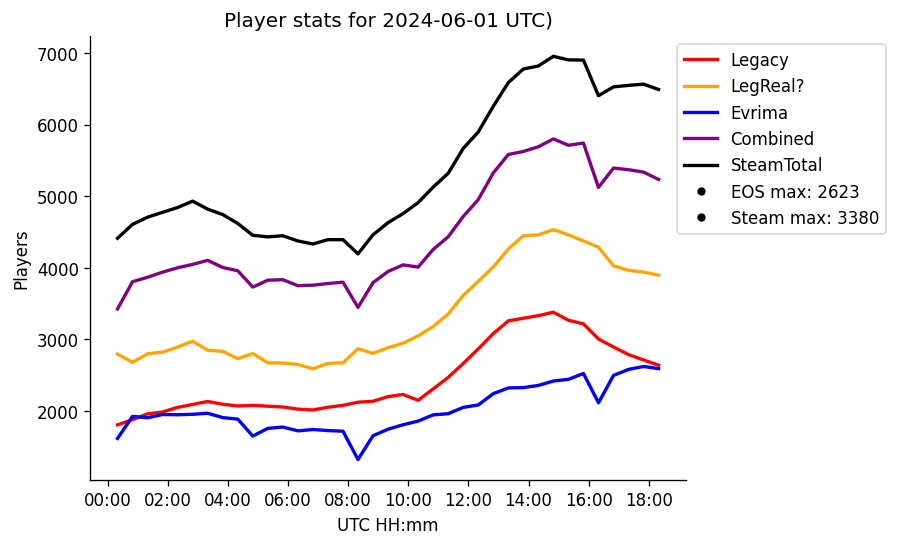 Player stats for 2024-06-01 UTC)
7000
6000
5000
4000
3000
2000
Players
00:00 02:00 04:00 06:00 08:00 10:00 12:00 14:00 16:00 18:00
UTC HH:mm
Legacy
LegReal?
Evrima
Combined
SteamTotal
EOS max: 2623
Steam max: 3380